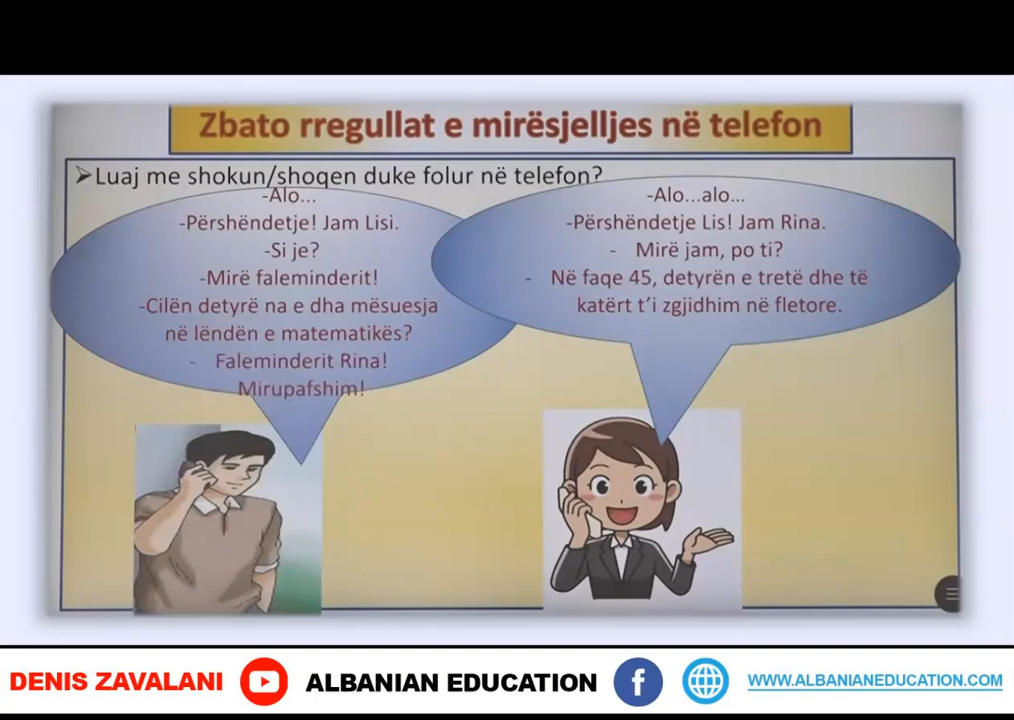 Zbato rregullat e mirësjelljes në telefon
➢Luaj me shokun/shoqen duke folur në telefon?
-Alo...
-Përshëndetje! Jam Lisi.
-Si je?
-Mirë faleminderit!
-Cilën detyrë na e dha mësuesja
në lëndën e matematikës?
- Faleminderit Rina!
Mirupafshim!
-Alo...alo...
-Përshëndetje Lis! Jam Rina.
- Mirë jam, po ti?
- Në faqe 45, detyrën e tretë dhe të
katërt t'i zgjidhim në fletore.
DENIS ZAVALANI
ALBANIAN EDUCATION
f
WWW.ALBANIANEDUCATION.COM